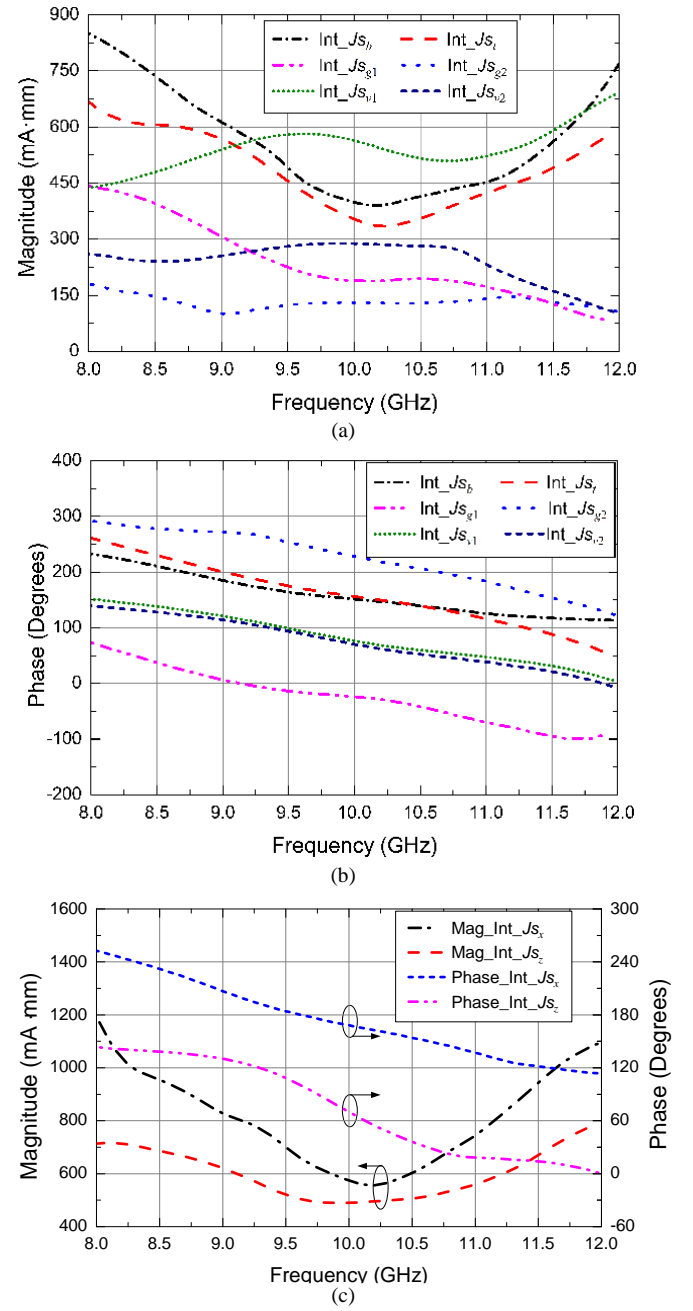 900
750
600
450
300
150
0
Magnitude (mA·mm)
Int_Js_b Int_Js_t
Int_Js_g1 Int_Js_g2
Int_Js_v1 Int_Js_v2
8.0 8.5 9.0 9.5 10.0 10.5 11.0 11.5 12.0
Frequency (GHz)
(a)
400
300
200
100
0
-100
-200
Phase (Degrees)
Int_Js_b Int_Js_t
Int_Js_g1 Int_Js_g2
Int_Js_v1 Int_Js_v2
8.0 8.5 9.0 9.5 10.0 10.5 11.0 11.5 12.0
Frequency (GHz)
(b)
1600
1400
1200
1000
800
600
400
Magnitude (mA·mm)
Mag_Int_Js_x
Mag_Int_Js_z
Phase_Int_Js_x
Phase_Int_Js_z
300
240
180
120
60
0
-60
Phase (Degrees)
8.0 8.5 9.0 9.5 10.0 10.5 11.0 11.5 12.0
Frequency (GHz)
(c)